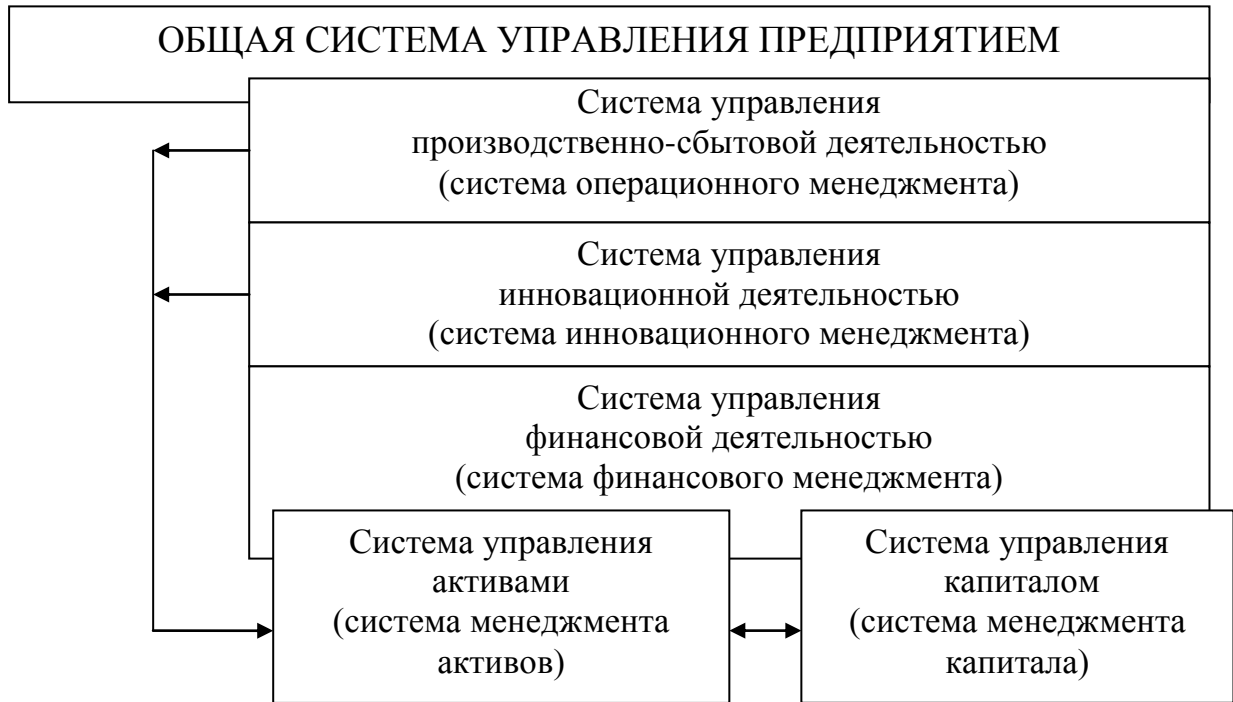 ОБЩАЯ СИСТЕМА УПРАВЛЕНИЯ ПРЕДПРИЯТИЕМ
Система управления
производственно-сбытовой деятельностью
(система операционного менеджмента)
Система управления
инновационной деятельностью
(система инновационного менеджмента)
Система управления
финансовой деятельностью
(система финансового менеджмента)
Система управления
активами
(система менеджмента
активов)
Система управления
капиталом
(система менеджмента
капитала)